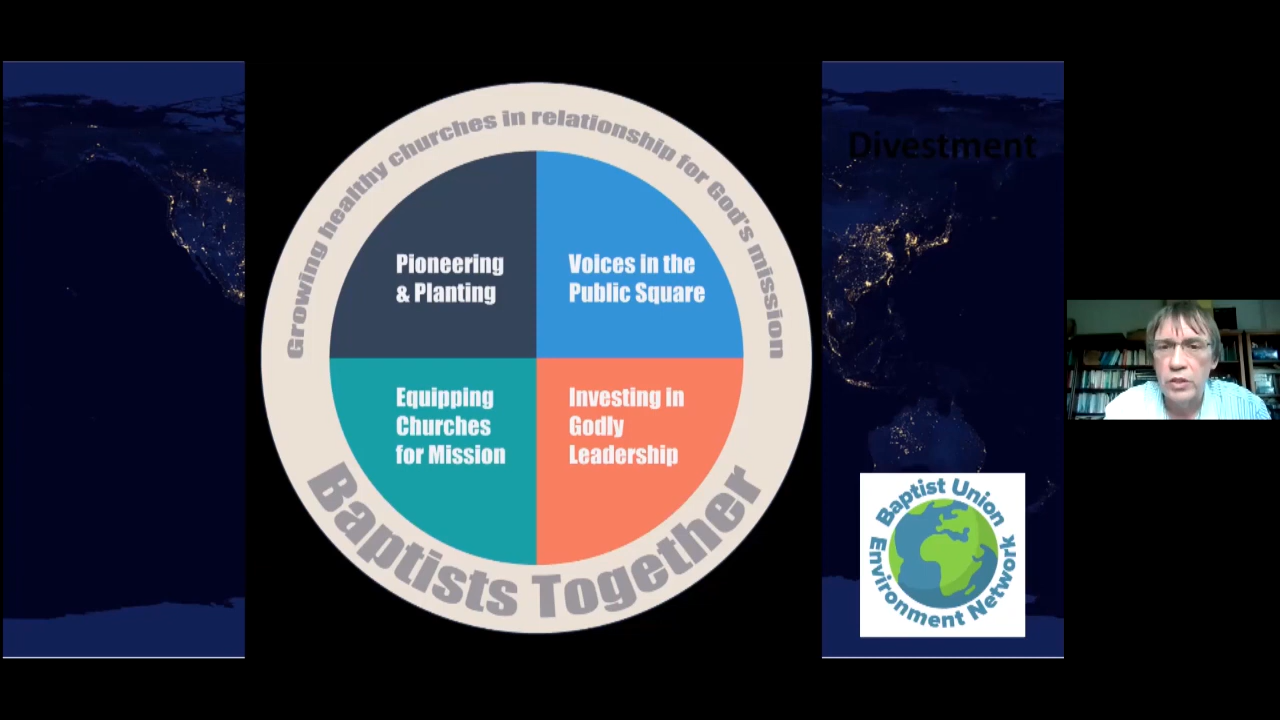 Growing healthy churches in relationship for God's mission
Divestment
Pioneering
& Planting
Voices in the
Public Square
Equipping
Churches
for Mission
Investing in
Godly
Leadership
Baptists Together
Baptist Union
Environment Network